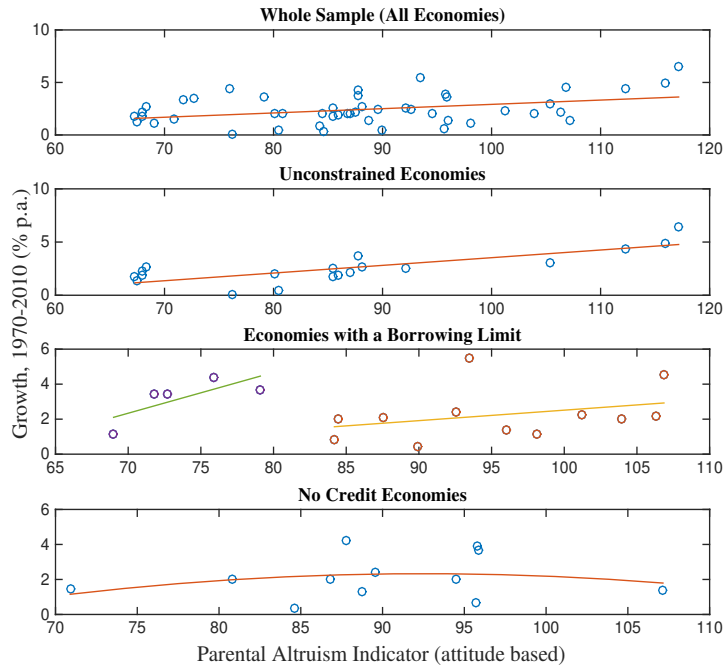 Whole Sample (All Economies)
10
5
0
60 70 80 90 100 110 120
Unconstrained Economies
10
5
0
60 70 80 90 100 110 120
Economies with a Borrowing Limit
6
4
2
0
65 70 75 80 85 90 95 100 105 110
No Credit Economies
6
4
2
0
70 75 80 85 90 95 100 105 110
Growth, 1970-2010 (% p.a.)
Parental Altruism Indicator (attitude based)